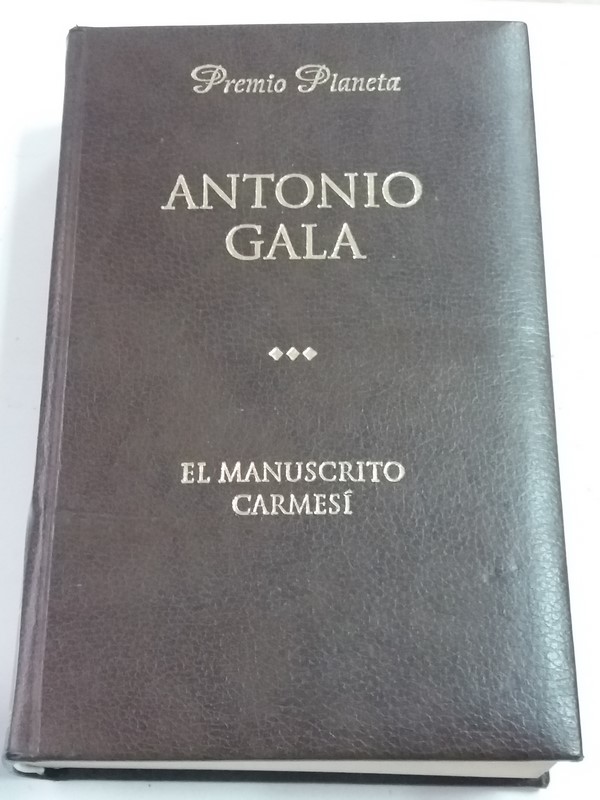 Premio Planeta
ANTONIO
GALA
EL MANUSCRITO
CARMESÍ